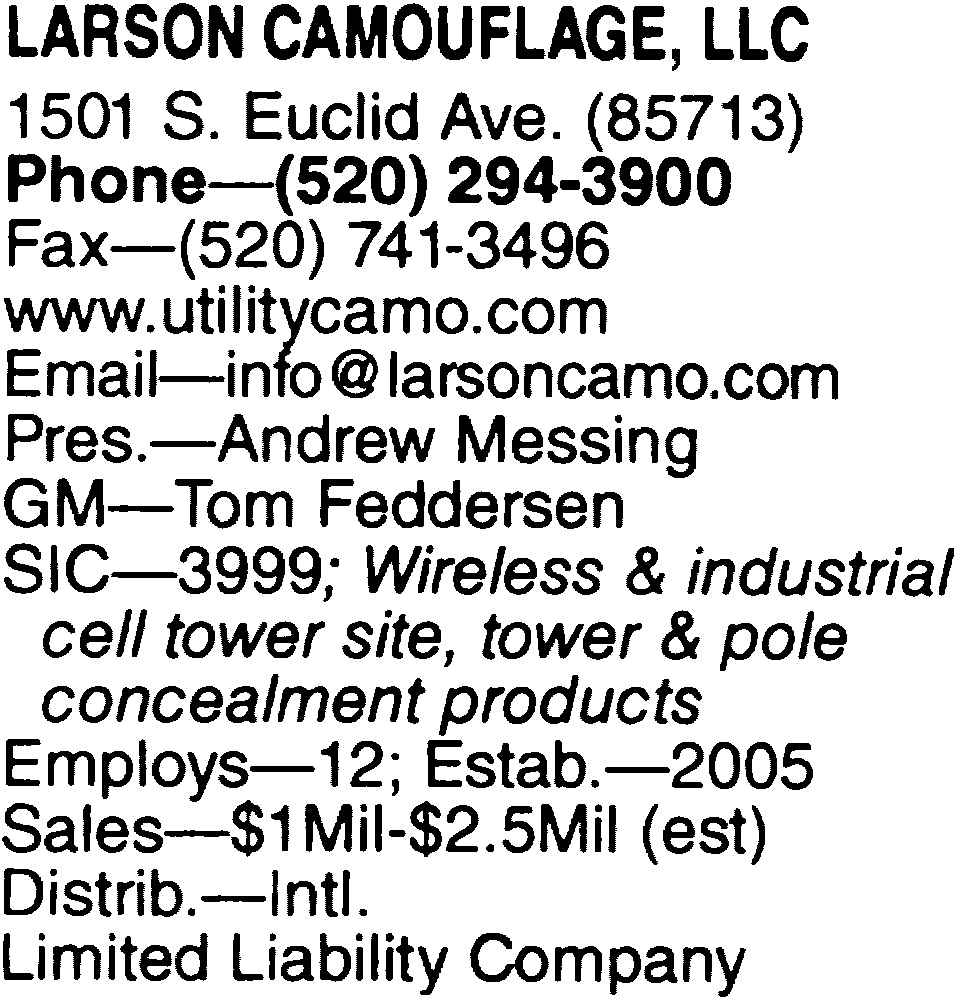 LARSON CAMOUFLAGE, LLC
1501 S. Euclid Ave. (85713)
Phone—(520) 294-3900
Fax—(520) 741-3496
www.utilitycamo.com
Email—info@larsoncamo.com
Pres.—Andrew Messing
GM—Tom Feddersen
SIC—3999; Wireless & industrial
cell tower site, tower & pole
concealment products
Employs—12; Estab.—2005
Sales—$1Mil-$2.5Mil (est)
Distrib.—Intl.
Limited Liability Company